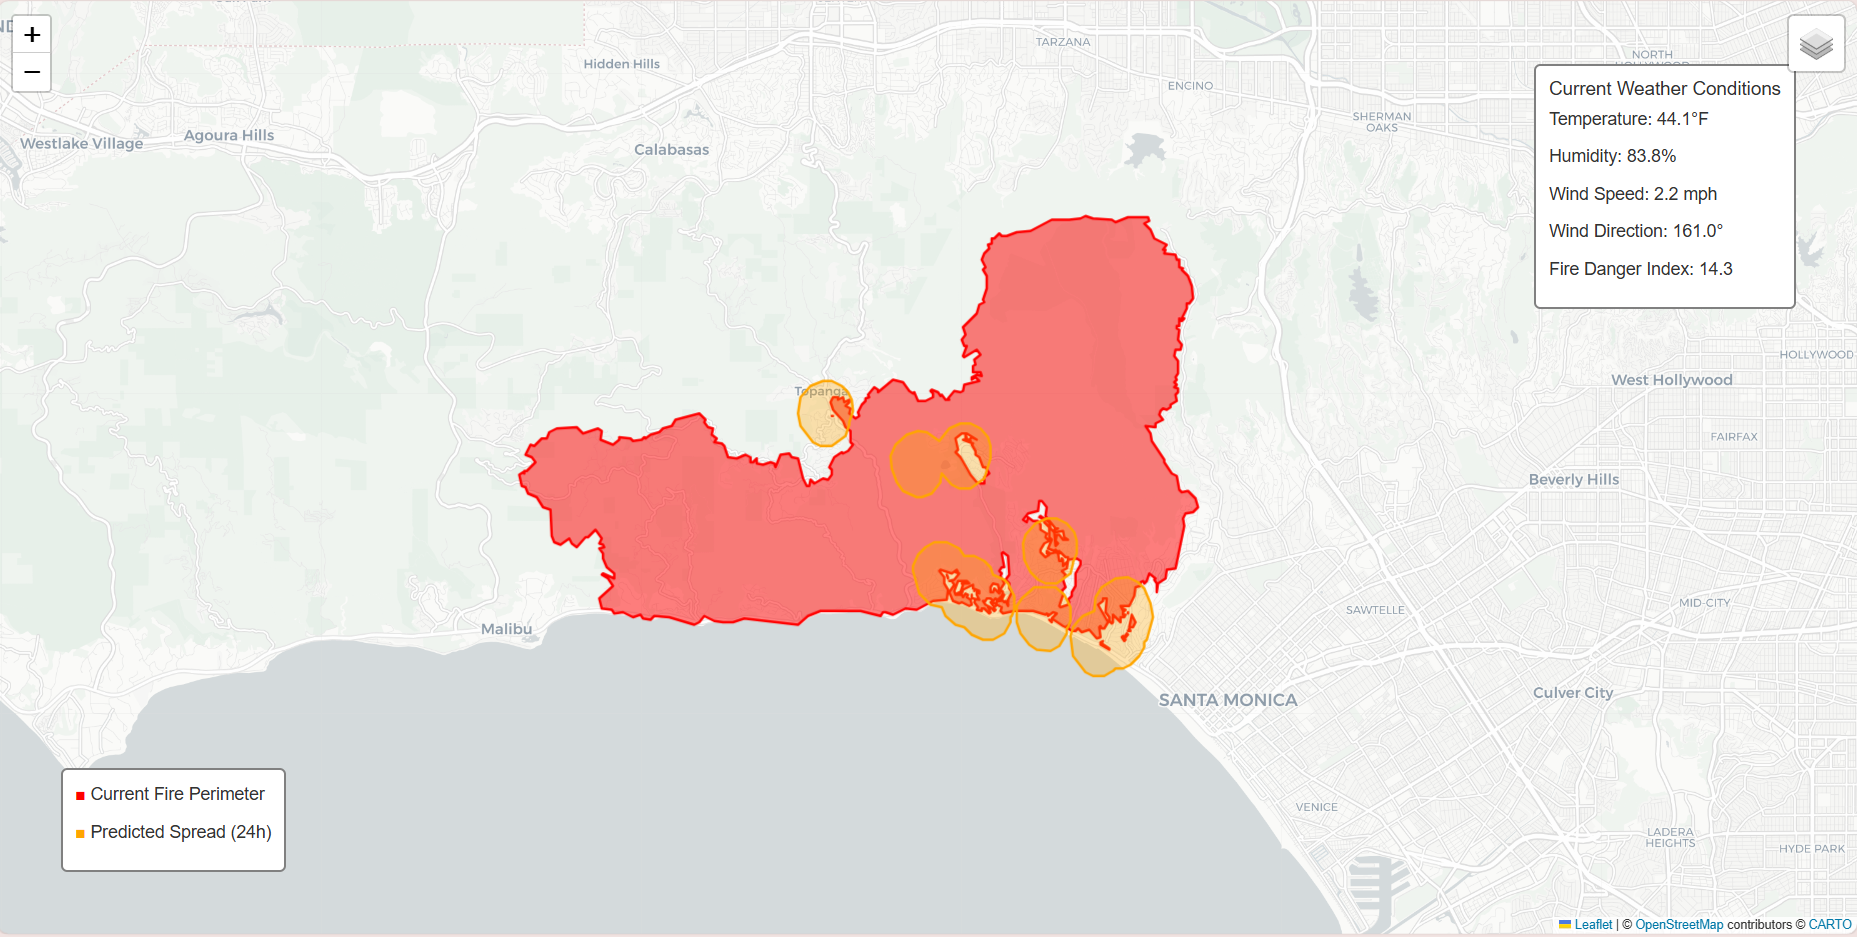 +
−
Hidden Hills
TARZANA
ENCINO
NORTH
Current Weather Conditions
Temperature: 44.1°F
Humidity: 83.8%
Wind Speed: 2.2 mph
Wind Direction: 161.0°
Fire Danger Index: 14.3
SHERMAN
OAKS
Agoura Hills
Westlake Village
Calabasas
HOLLYWOOD
West Hollywood
Topanga
FAIRFAX
Beverly Hills
SAWTELLE
MID-CITY
Malibu
SANTA MONICA
Culver City
Current Fire Perimeter
Predicted Spread (24h)
VENICE
LADERA
HEIGHTS
HYDE PARK
Leaflet | © OpenStreetMap contributors © CARTO